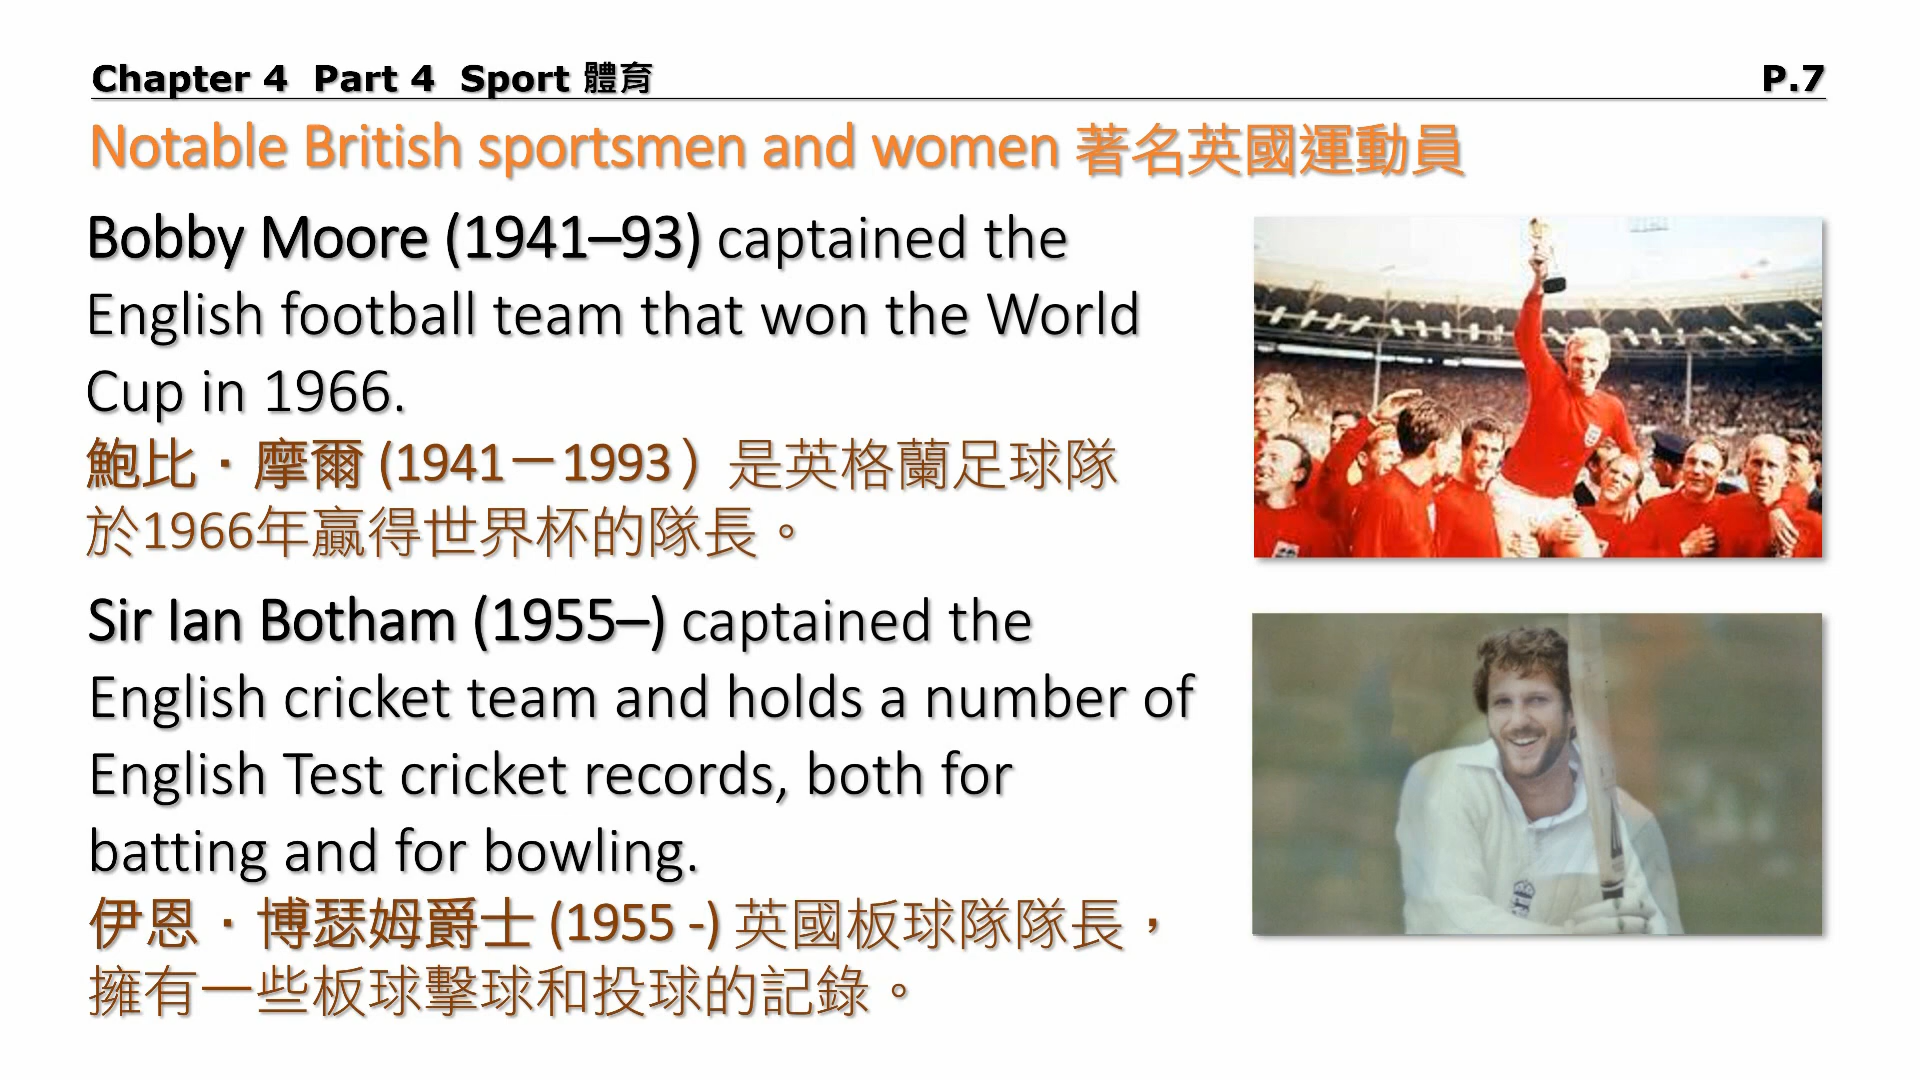 Chapter 4 Part 4 Sport 體育 P.7
Notable British sportsmen and women 著名英國運動員
Bobby Moore (1941–93) captained the
English football team that won the World
Cup in 1966.
鮑比．摩爾 (1941－1993）是英格蘭足球隊
於1966年贏得世界杯的隊長。
Sir Ian Botham (1955–) captained the
English cricket team and holds a number of
English Test cricket records, both for
batting and for bowling.
伊恩．博瑟姆爵士 (1955 -) 英國板球隊隊長，
擁有一些板球擊球和投球的記錄。